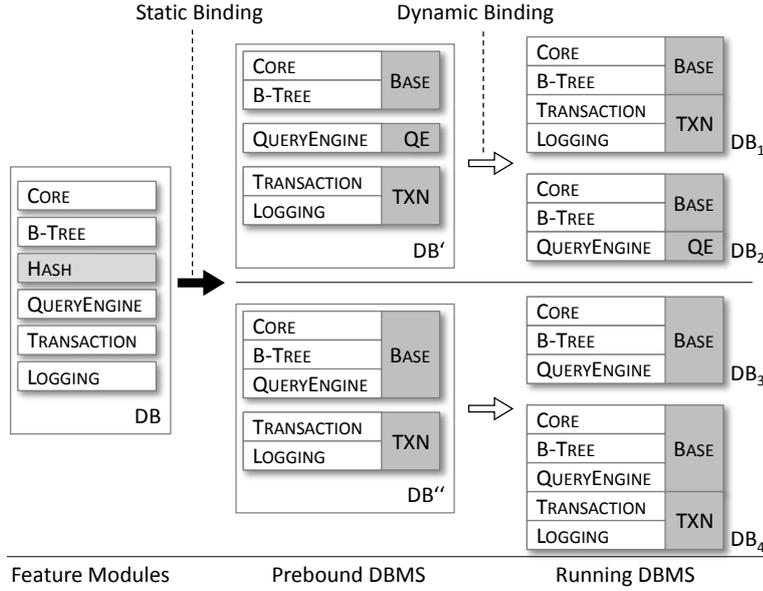 Static Binding
Dynamic Binding
CORE
B-TREE
HASH
QUERYENGINE
TRANSACTION
LOGGING
DB
CORE
B-TREE
BASE
QUERYENGINE QE
TRANSACTION
LOGGING
TXN
DB‘
CORE
B-TREE
QUERYENGINE
BASE
TRANSACTION
LOGGING
TXN
DB‘‘
CORE
B-TREE
BASE
TRANSACTION
LOGGING
TXN
DB1
CORE
B-TREE
BASE
QUERYENGINE QE
DB2
CORE
B-TREE
QUERYENGINE
BASE
DB3
CORE
B-TREE
QUERYENGINE
BASE
TRANSACTION
LOGGING
TXN
DB4
Feature Modules
Prebound DBMS
Running DBMS